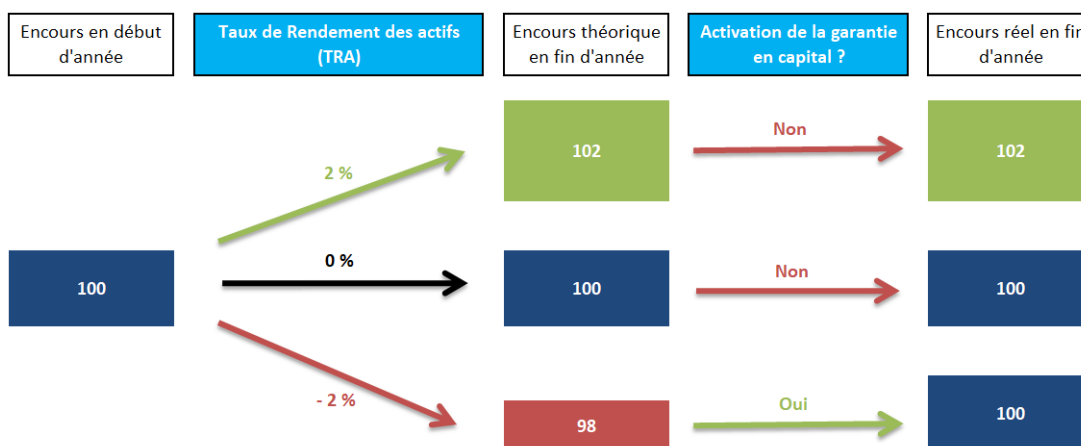 Encours en début
d'année
Taux de Rendement des actifs
(TRA)
Encours théorique
en fin d'année
Activation de la garantie
en capital ?
Encours réel en fin
d'année
2 %
102
Non
102
100
0 %
100
Non
100
- 2 %
98
Oui
100